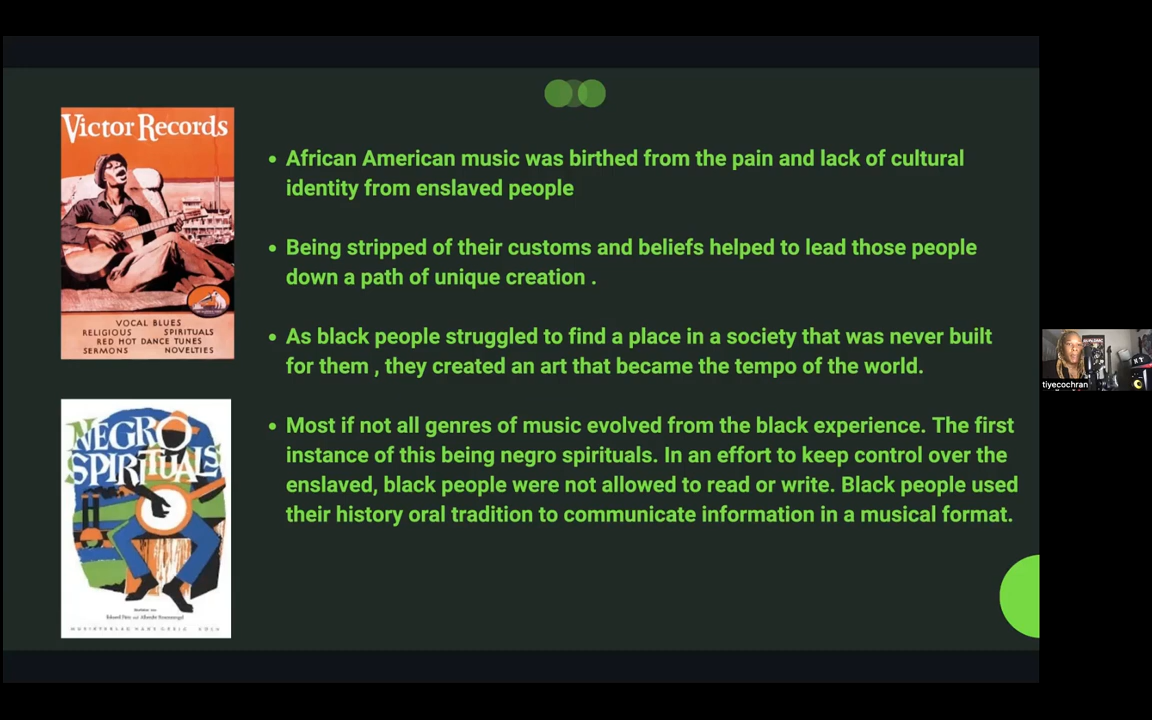 Victor Records
VOCAL BLUES
RELIGIOUS SPIRITUALS
RED HOT DANCE TUNES
SERMONS NOVELTIES
NEGRO
SPIRITUALS
• African American music was birthed from the pain and lack of cultural
identity from enslaved people
• Being stripped of their customs and beliefs helped to lead those people
down a path of unique creation .
• As black people struggled to find a place in a society that was never built
for them , they created an art that became the tempo of the world.
• Most if not all genres of music evolved from the black experience. The first
instance of this being negro spirituals. In an effort to keep control over the
enslaved, black people were not allowed to read or write. Black people used
their history oral tradition to communicate information in a musical format.
tiyecochran